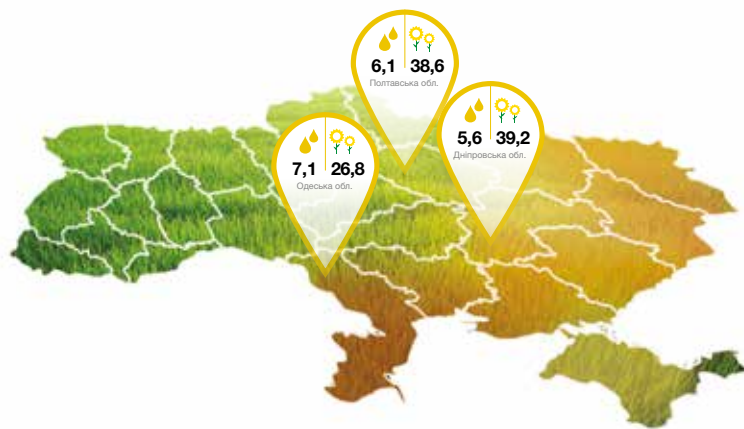 6,1 38,6
Полтавська обл.
5,6 39,2
Дніпровська обл.
7,1 26,8
Одеська обл.